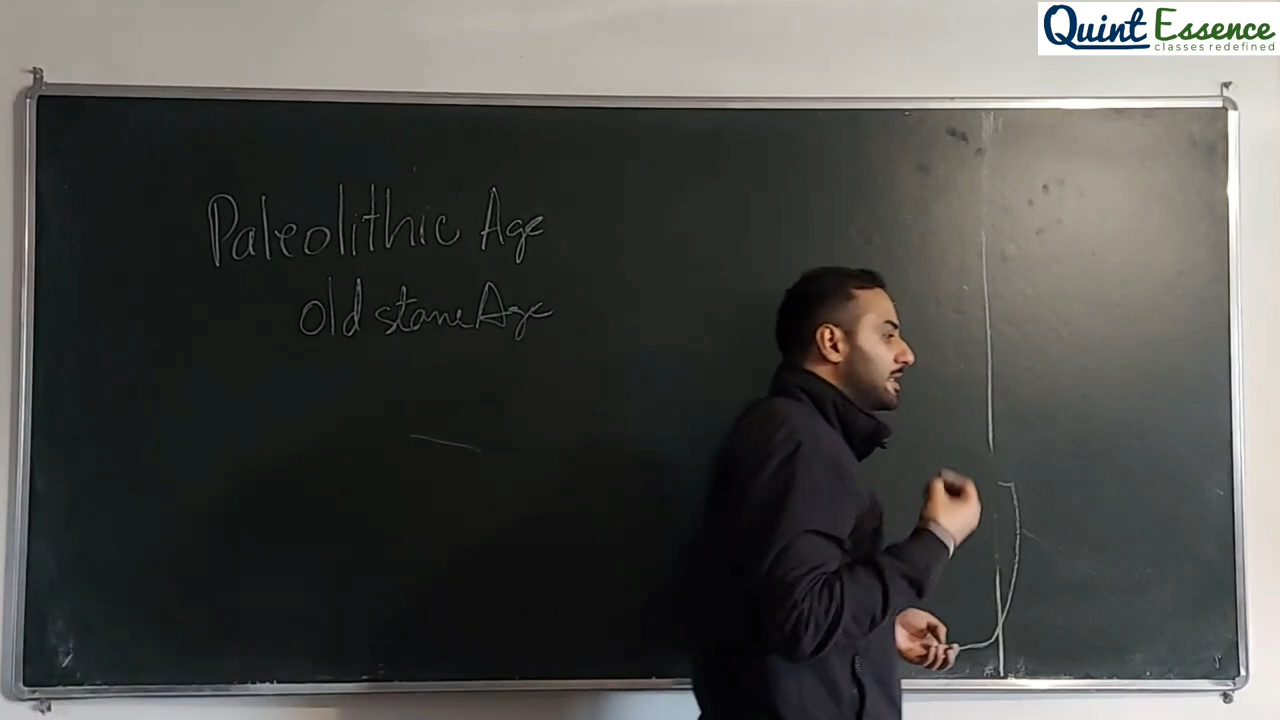 Quint Essence
classes redefined
Paleolithic Age
old stone Age